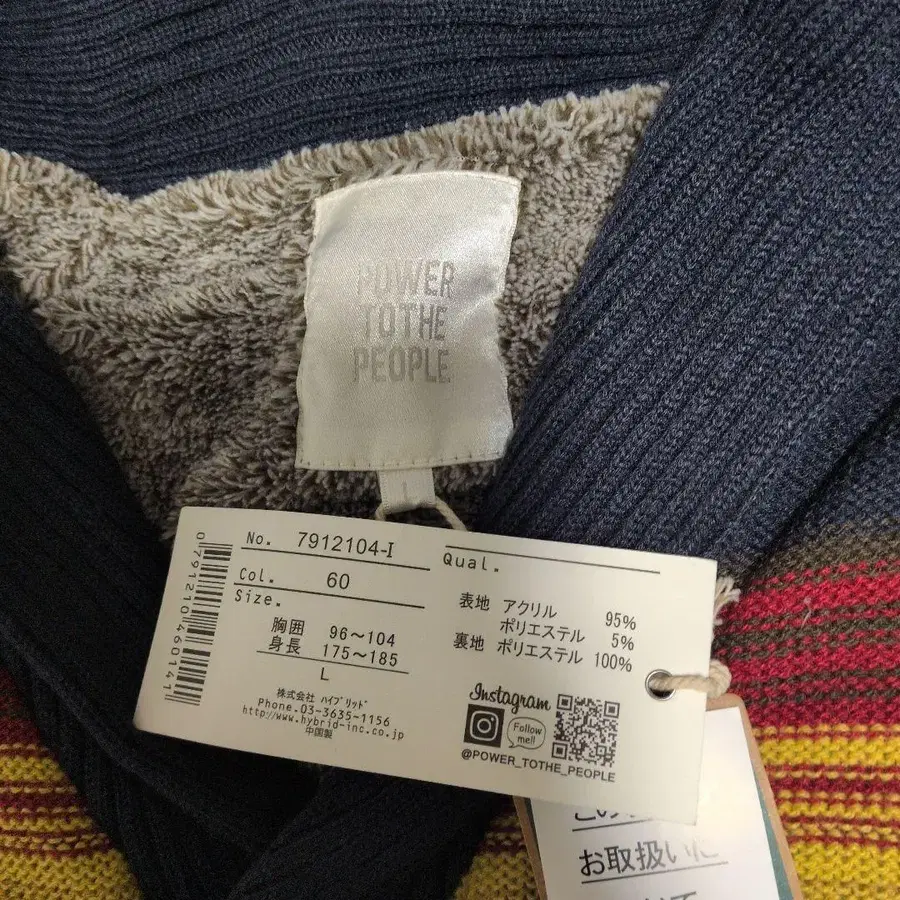 POWER
TOTHE
PEOPLE
L
No. 7912104-I
Col. 60
Size.
胸囲 96～104
身長 175～185
L
株式会社 ハイブリッド
Phone.03-3635-1156
http://www.hybrid-inc.co.jp
中国製
0791210460141
Qual.
表地 アクリル 95%
ポリエステル 5%
裏地 ポリエステル 100%
Instagram
Follow
me!!
@POWER_TOTHE_PEOPLE
お取扱い